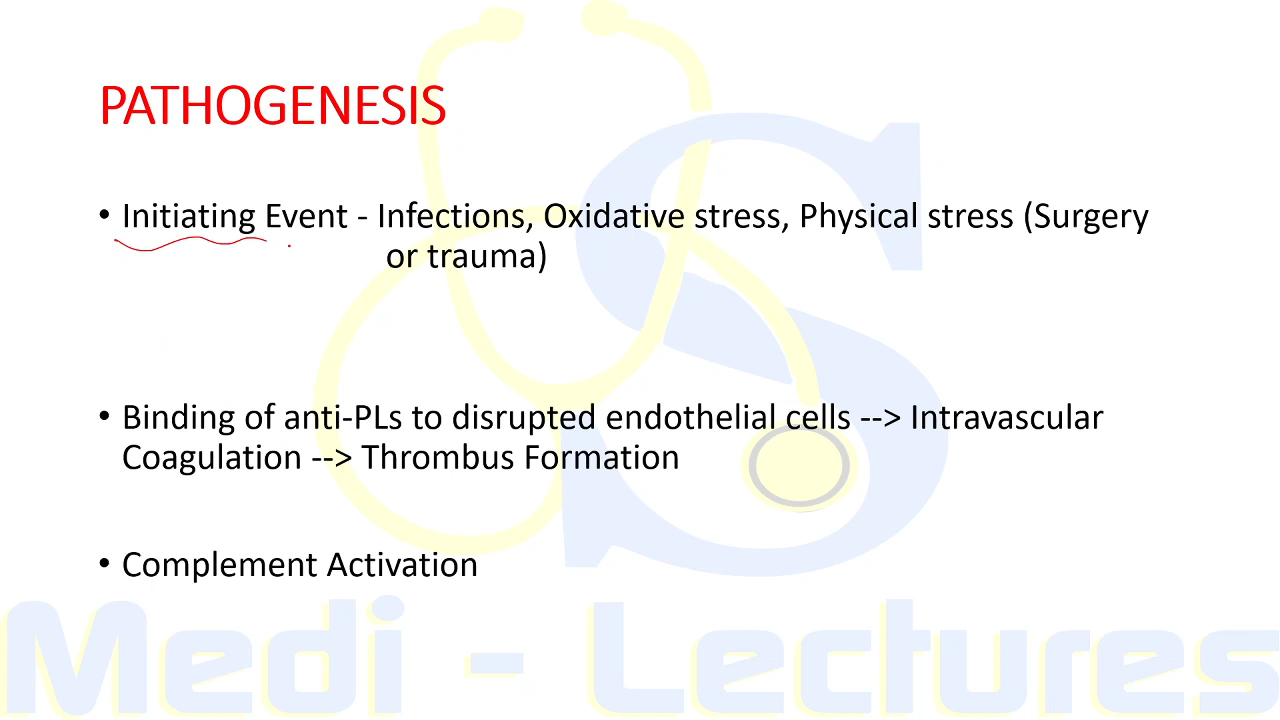 PATHOGENESIS
• Initiating Event - Infections, Oxidative stress, Physical stress (Surgery
or trauma)
• Binding of anti-PLs to disrupted endothelial cells --> Intravascular
Coagulation --> Thrombus Formation
• Complement Activation
Medi - Lectures